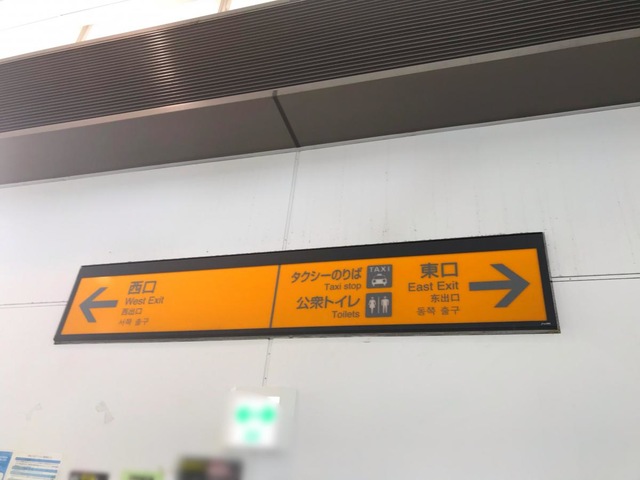 西口
West Exit
西出口
서쪽 출구
タクシーのりば
Taxi stop
TAXI
公衆トイレ
Toilets
東口
East Exit
东出口
동쪽 출구